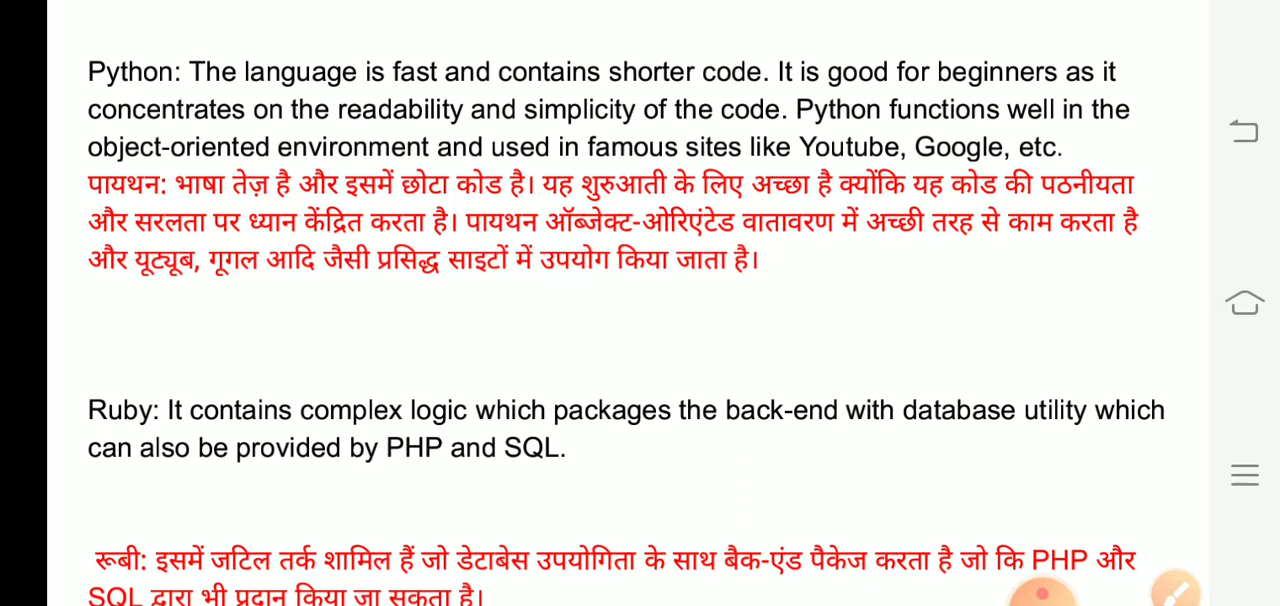 Python: The language is fast and contains shorter code. It is good for beginners as it
concentrates on the readability and simplicity of the code. Python functions well in the
object-oriented environment and used in famous sites like Youtube, Google, etc.
पायथन: भाषा तेज़ है और इसमें छोटा कोड है। यह शुरुआती के लिए अच्छा है क्योंकि यह कोड की पठनीयता
और सरलता पर ध्यान केंद्रित करता है। पायथन ऑब्जेक्ट-ओरिएंटेड वातावरण में अच्छी तरह से काम करता है
और यूट्यूब, गूगल आदि जैसी प्रसिद्ध साइटों में उपयोग किया जाता है।
Ruby: It contains complex logic which packages the back-end with database utility which
can also be provided by PHP and SQL.
रूबी: इसमें जटिल तर्क शामिल हैं जो डेटाबेस उपयोगिता के साथ बैक-एंड पैकेज करता है जो कि PHP और
SQL द्वारा भी प्रदान किया जा सकता है।